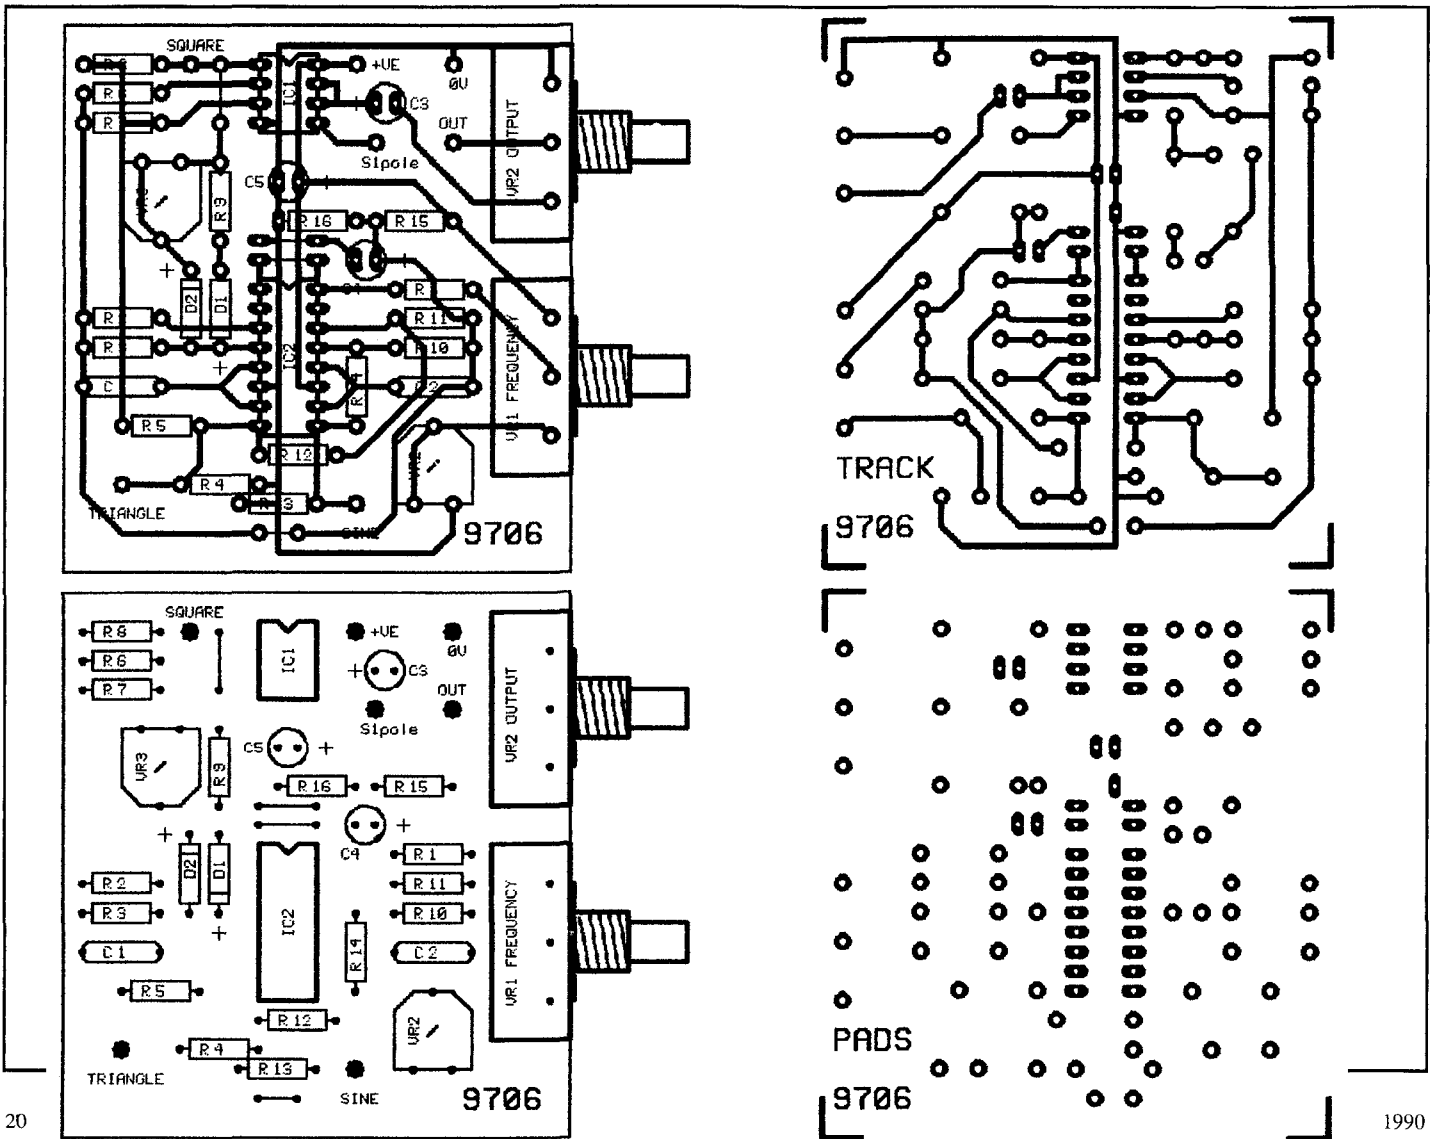 SQUARE
+VE
0V
IC1
C3
OUT
S1pole
VR2 OUTPUT
C5
+
R9
R16
R15
+
+
D2
D1
R11
R10
IC2
+
VR1 FREQUENCY
R5
R12
R4
TRIANGLE
SINE
9706
TRACK
9706
SQUARE
R8
R6
R7
IC1
+VE
0V
+
C3
OUT
S1pole
VR2 OUTPUT
VR3
R9
C5
+
R16
R15
+
C4
+
D2
D1
R1
R2
R11
R3
R10
+
IC2
R14
C1
C2
VR1 FREQUENCY
R5
R12
VR2
R4
R13
TRIANGLE
SINE
9706
PADS
9706
20
1990